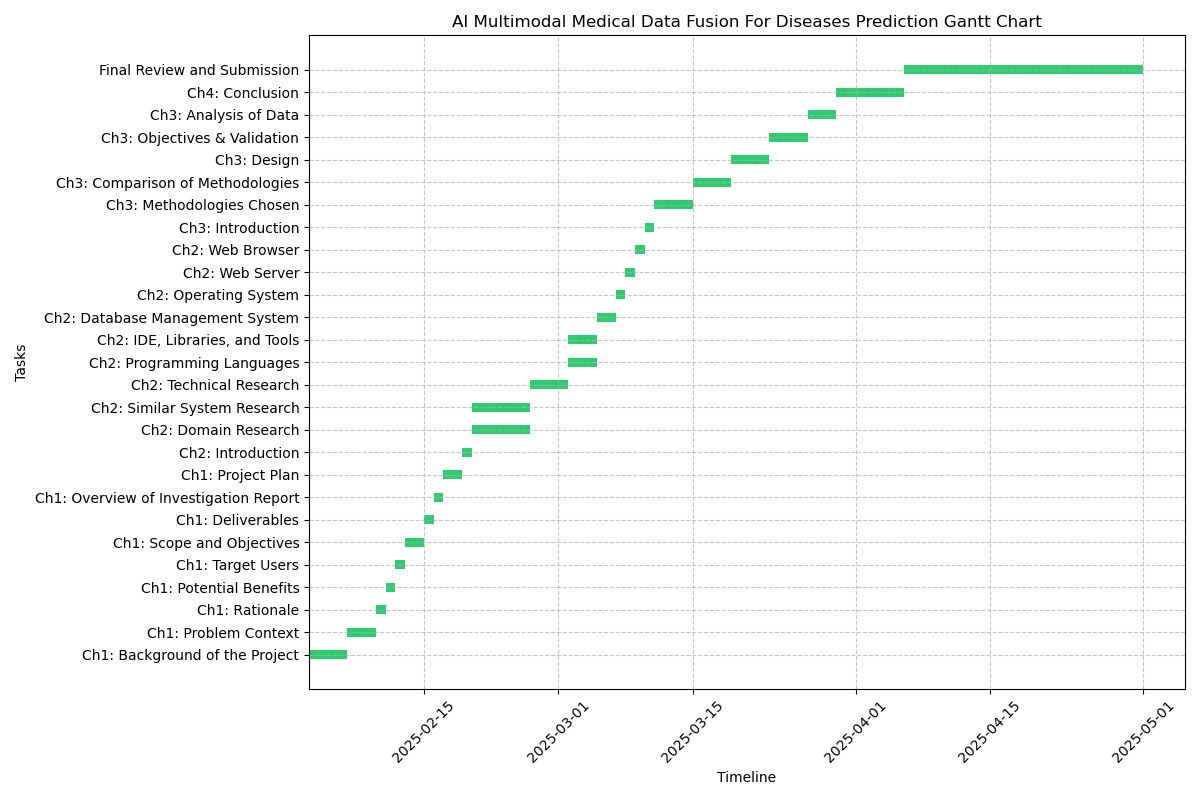 AI Multimodal Medical Data Fusion For Diseases Prediction Gantt Chart
Final Review and Submission
Ch4: Conclusion
Ch3: Analysis of Data
Ch3: Objectives & Validation
Ch3: Design
Ch3: Comparison of Methodologies
Ch3: Methodologies Chosen
Ch3: Introduction
Ch2: Web Browser
Ch2: Web Server
Ch2: Operating System
Ch2: Database Management System
Ch2: IDE, Libraries, and Tools
Ch2: Programming Languages
Ch2: Technical Research
Ch2: Similar System Research
Ch2: Domain Research
Ch2: Introduction
Ch1: Project Plan
Ch1: Overview of Investigation Report
Ch1: Deliverables
Ch1: Scope and Objectives
Ch1: Target Users
Ch1: Potential Benefits
Ch1: Rationale
Ch1: Problem Context
Ch1: Background of the Project
Tasks
2025-02-15
2025-03-01
2025-03-15
2025-04-01
2025-04-15
2025-05-01
Timeline